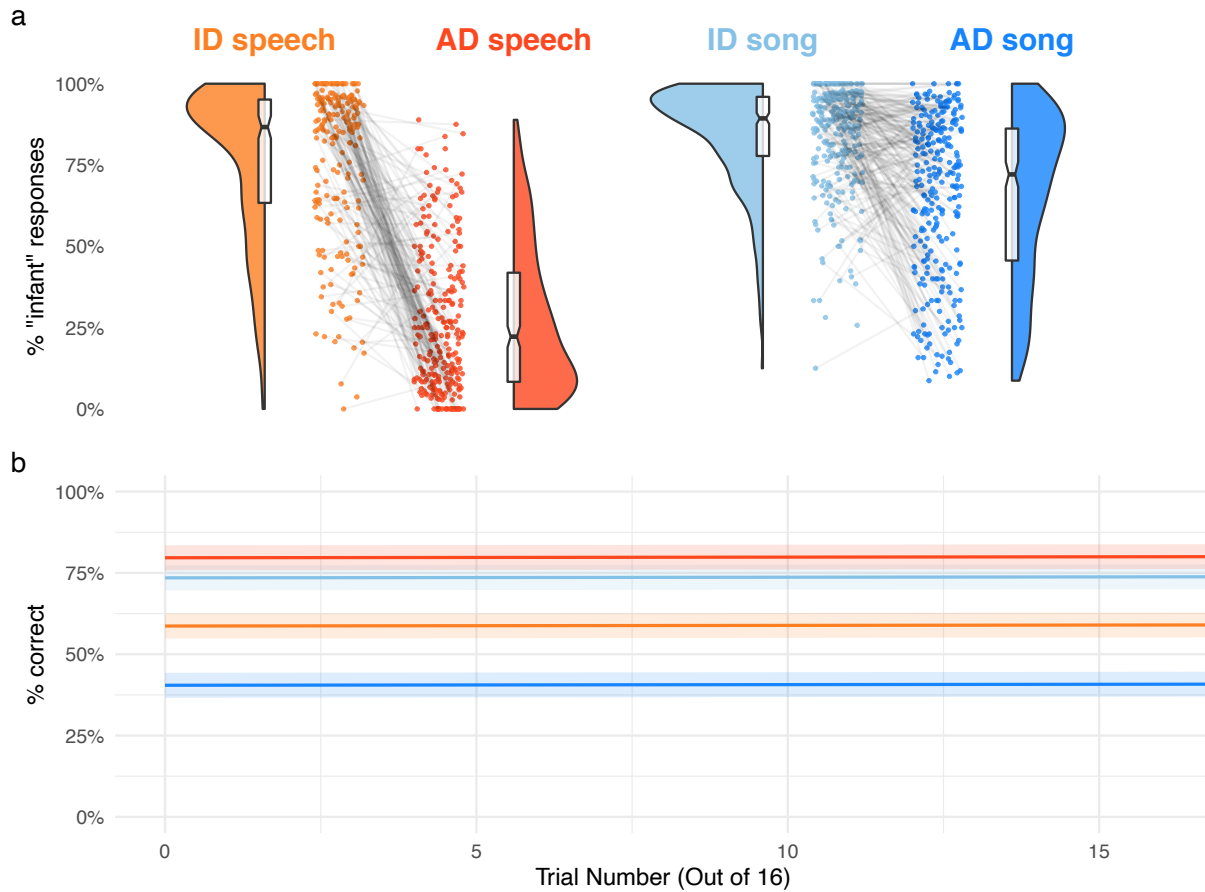 a
ID speech AD speech ID song AD song
100%
75%
50%
25%
0%
% "infant" responses
b
100%
75%
50%
25%
0%
% correct
0 5 10 15
Trial Number (Out of 16)